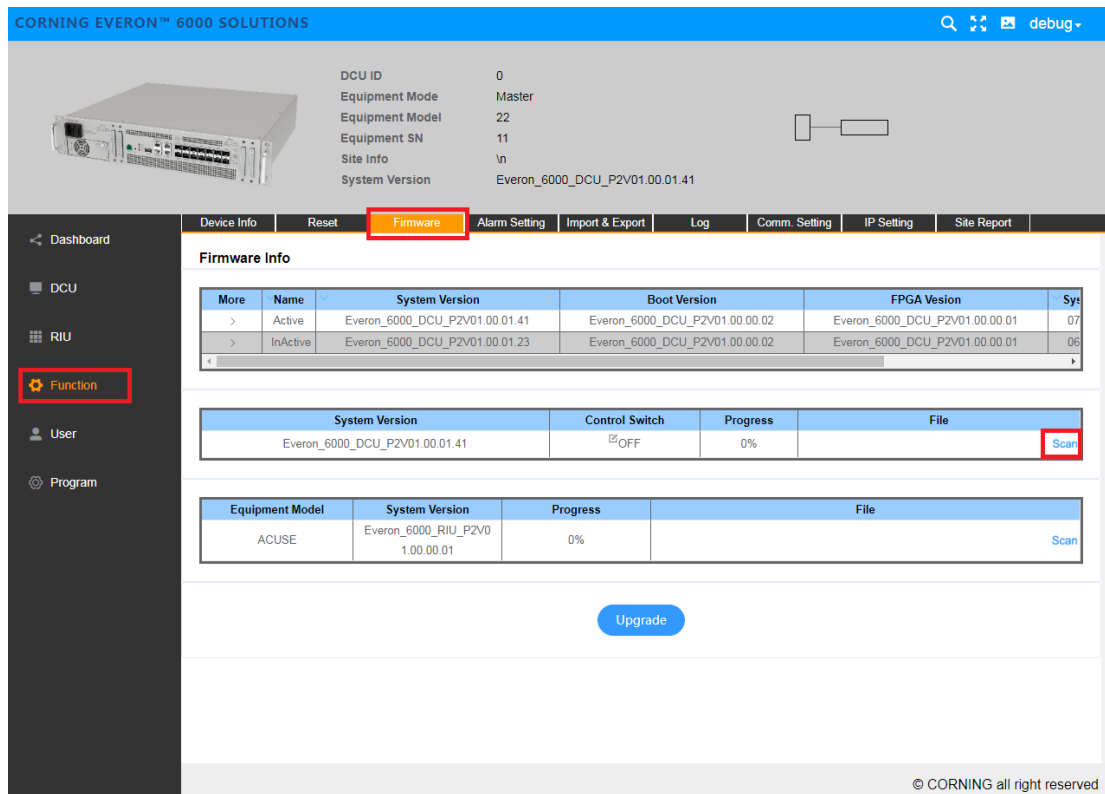 CORNING EVERON™ 6000 SOLUTIONS debug
DCU ID 0
Equipment Mode Master
Equipment Model 22
Equipment SN 11
Site Info \n
System Version Everon_6000_DCU_P2V01.00.01.41
Device Info Reset Firmware Alarm Setting Import & Export Log Comm. Setting IP Setting Site Report
Dashboard
DCU
RIU
Function
User
Program
Firmware Info
More Name System Version Boot Version FPGA Vesion Sys
> Active Everon_6000_DCU_P2V01.00.01.41 Everon_6000_DCU_P2V01.00.00.02 Everon_6000_DCU_P2V01.00.00.01 07
> InActive Everon_6000_DCU_P2V01.00.01.23 Everon_6000_DCU_P2V01.00.00.02 Everon_6000_DCU_P2V01.00.00.01 06
System Version Control Switch Progress File
Everon_6000_DCU_P2V01.00.01.41 OFF 0% Scan
Equipment Model System Version Progress File
ACUSE Everon_6000_RIU_P2V0 0% Scan
1.00.00.01
Upgrade
© CORNING all right reserved